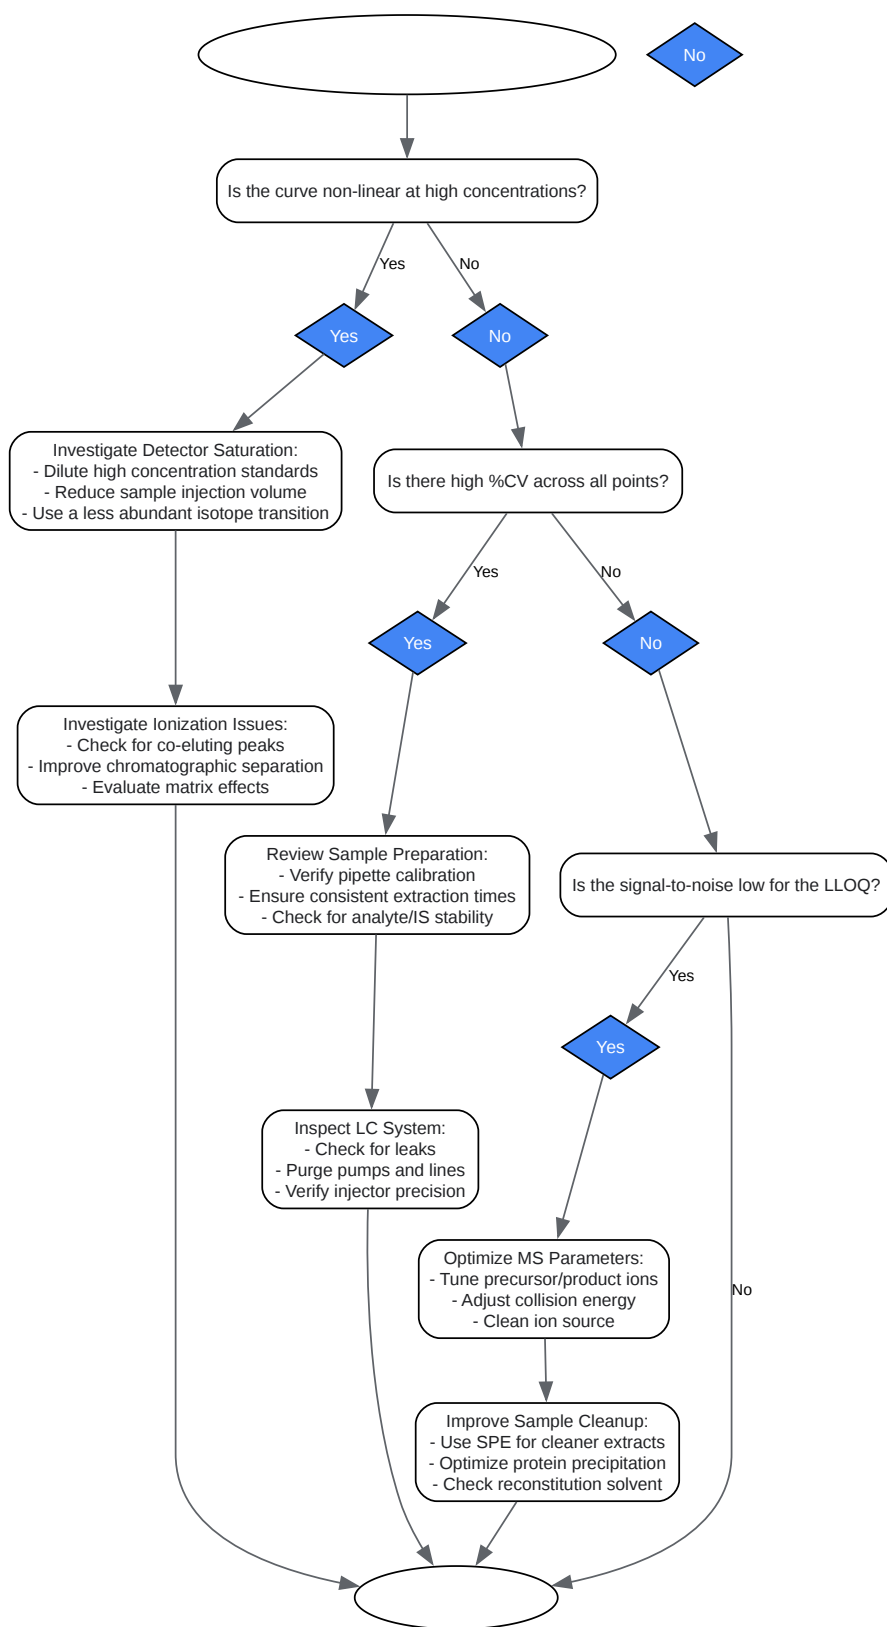 No
Is the curve non-linear at high concentrations?
Yes
No
Yes
No
Investigate Detector Saturation:
- Dilute high concentration standards
- Reduce sample injection volume
- Use a less abundant isotope transition
Is there high %CV across all points?
Yes
No
Yes
No
Investigate Ionization Issues:
- Check for co-eluting peaks
- Improve chromatographic separation
- Evaluate matrix effects
Review Sample Preparation:
- Verify pipette calibration
- Ensure consistent extraction times
- Check for analyte/IS stability
Is the signal-to-noise low for the LLOQ?
Yes
Yes
Inspect LC System:
- Check for leaks
- Purge pumps and lines
- Verify injector precision
Optimize MS Parameters:
- Tune precursor/product ions
- Adjust collision energy
- Clean ion source
No
Improve Sample Cleanup:
- Use SPE for cleaner extracts
- Optimize protein precipitation
- Check reconstitution solvent